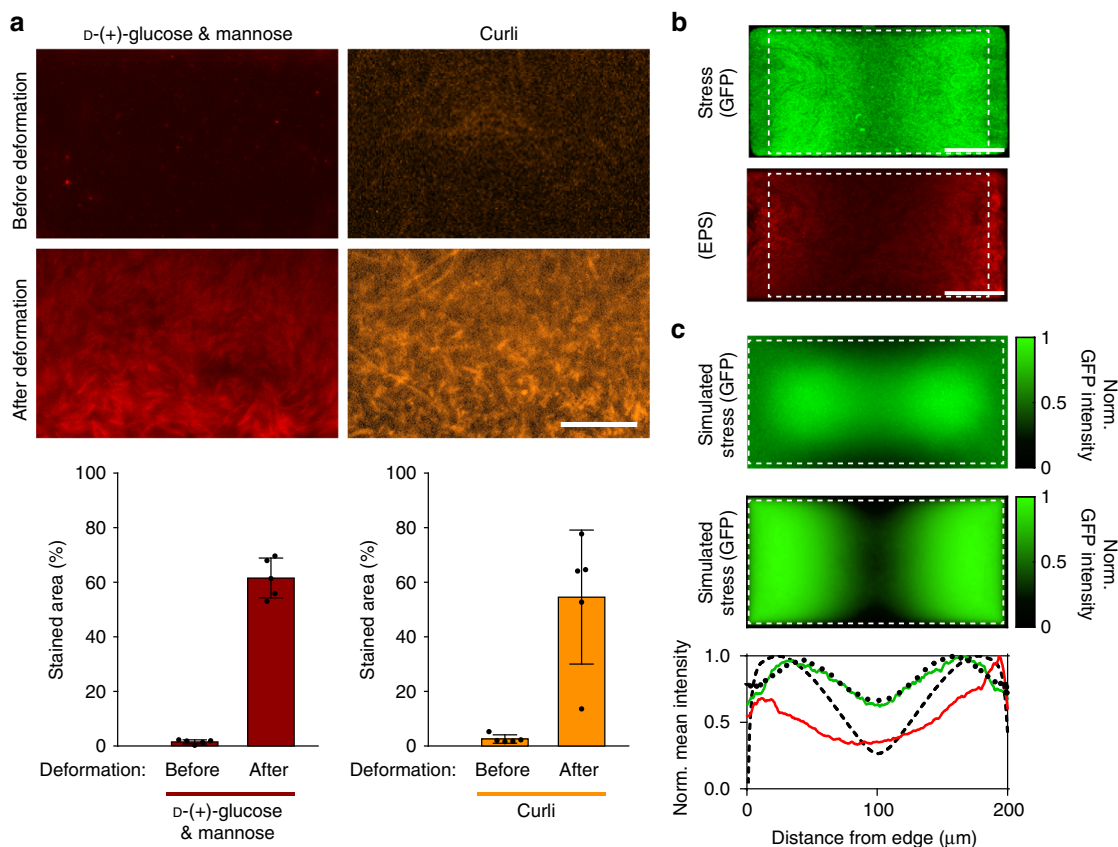 a
D-(+)-glucose & mannose
Curli
Before deformation
After deformation
Stained area (%)
100
80
60
40
20
0
Deformation:
Before
After
D-(+)-glucose
& mannose
Stained area (%)
100
80
60
40
20
0
Before
After
Curli
b
Stress
(GFP)
(EPS)
c
Simulated
stress (GFP)
1
0.5
0
Norm.
GFP intensity
Simulated
stress (GFP)
1
0.5
0
Norm.
GFP intensity
Norm. mean intensity
1.0
0.5
0.0
0
100
200
Distance from edge (μm)